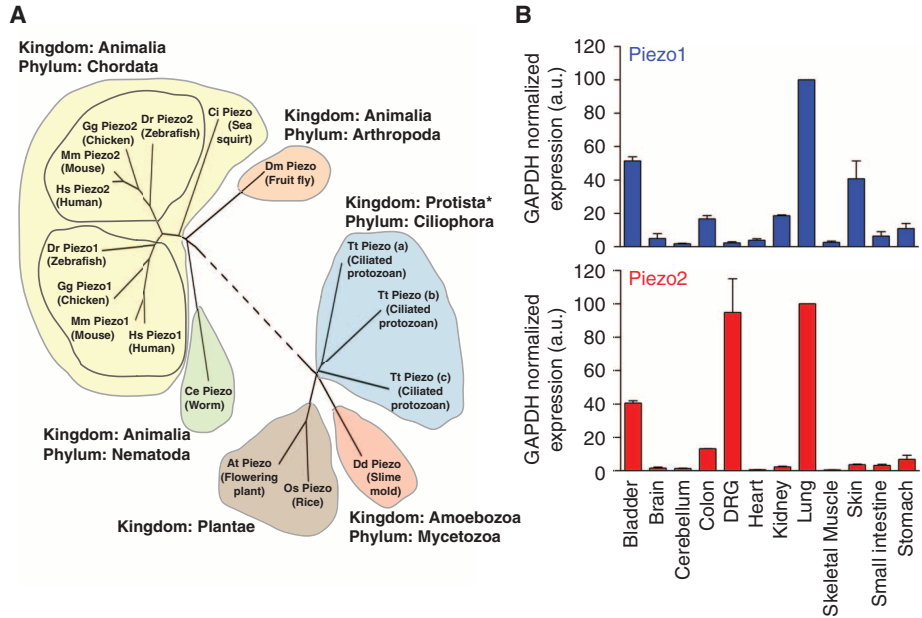 A
Kingdom: Animalia
Phylum: Chordata
Dr Piezo2
(Zebrafish)
Gg Piezo2
(Chicken)
Mm Piezo2
(Mouse)
Hs Piezo2
(Human)
Ci Piezo
(Sea
squirt)
Dr Piezo1
(Zebrafish)
Gg Piezo1
(Chicken)
Mm Piezo1
(Mouse)
Hs Piezo1
(Human)
Kingdom: Animalia
Phylum: Arthropoda
Dm Piezo
(Fruit fly)
Kingdom: Protista*
Phylum: Ciliophora
Tt Piezo (a)
(Ciliated
protozoan)
Tt Piezo (b)
(Ciliated
protozoan)
Tt Piezo (c)
(Ciliated
protozoan)
Ce Piezo
(Worm)
Kingdom: Animalia
Phylum: Nematoda
At Piezo
(Flowering
plant)
Os Piezo
(Rice)
Kingdom: Plantae
Dd Piezo
(Slime
mold)
Kingdom: Amoebozoa
Phylum: Mycetozoa
B
Piezo1
GAPDH normalized
expression (a.u.)
120
100
80
60
40
20
0
Piezo2
GAPDH normalized
expression (a.u.)
120
100
80
60
40
20
0
Bladder
Brain
Cerebellum
Colon
DRG
Heart
Kidney
Lung
Skeletal Muscle
Skin
Small intestine
Stomach